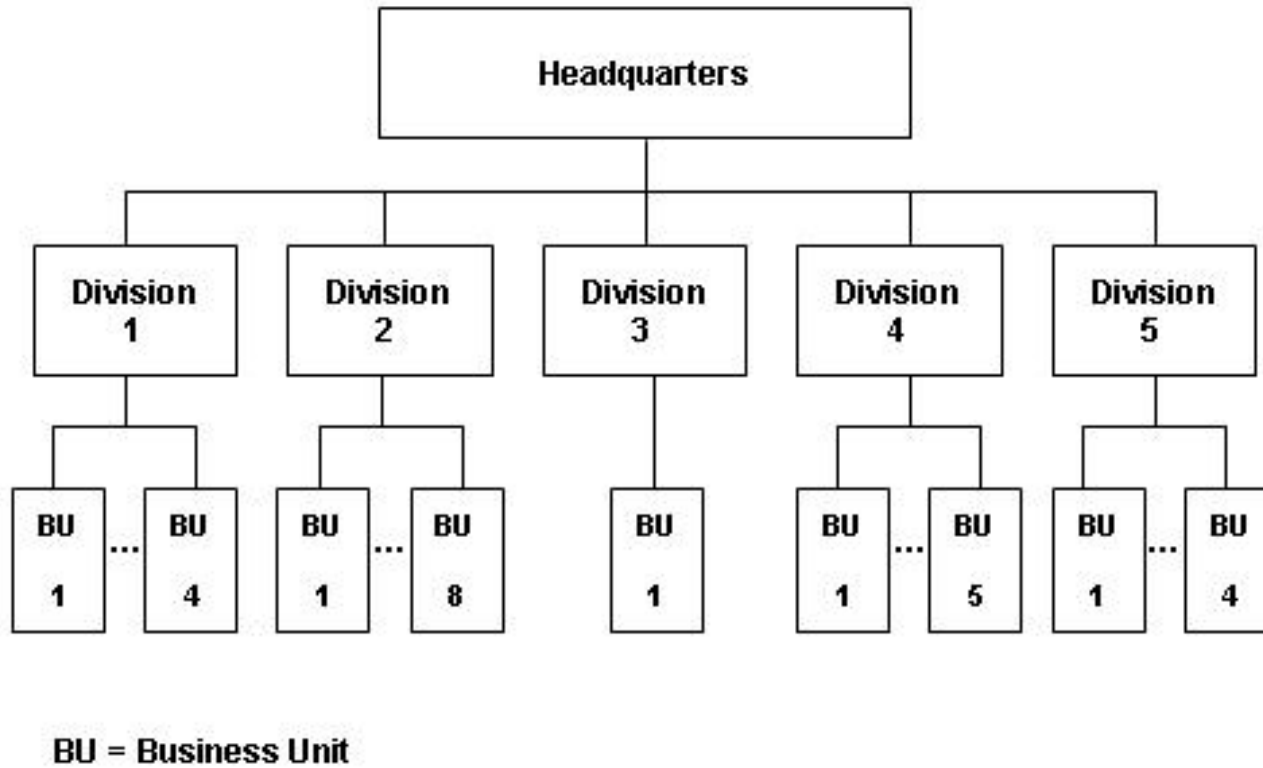 Headquarters
Division
1
Division
2
Division
3
Division
4
Division
5
BU
1
...
BU
4
BU
1
...
BU
8
BU
1
BU
1
...
BU
5
BU
1
...
BU
4
BU = Business Unit